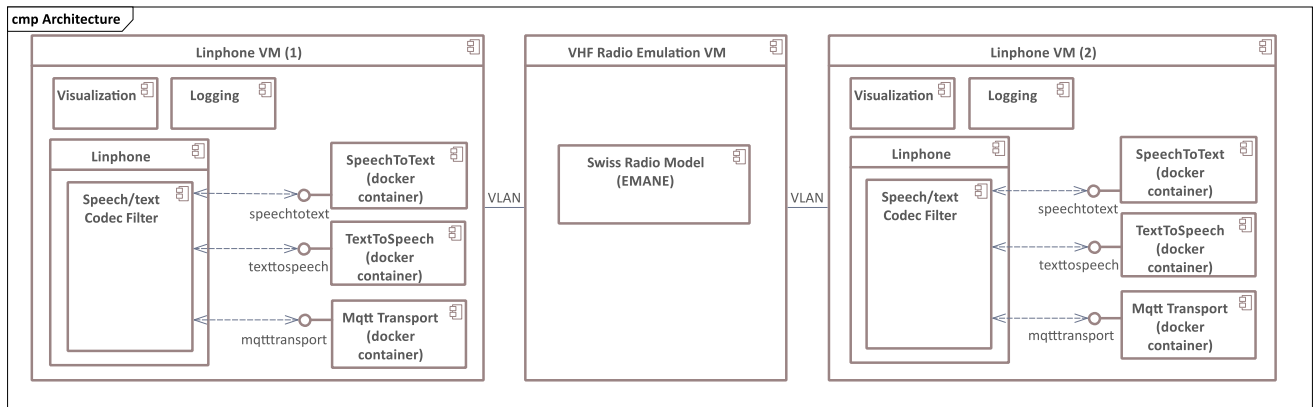 cmp Architecture
Linphone VM (1)
Visualization
Logging
Linphone
Speech/text
Codec Filter
speechtotext
SpeechToText
(docker
container)
texttospeech
TextToSpeech
(docker
container)
mqtttransport
Mqtt Transport
(docker
container)
VLAN
VHF Radio Emulation VM
Swiss Radio Model
(EMANE)
VLAN
Linphone VM (2)
Visualization
Logging
Linphone
Speech/text
Codec Filter
speechtotext
SpeechToText
(docker
container)
texttospeech
TextToSpeech
(docker
container)
mqtttransport
Mqtt Transport
(docker
container)